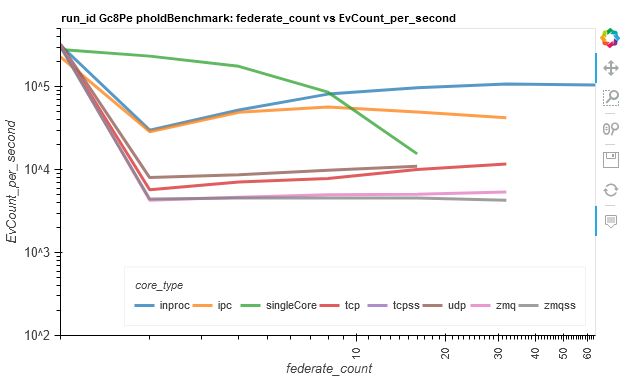 run_id Gc8Pe pholdBenchmark: federate_count vs EvCount_per_second
EvCount_per_second
10^5
10^4
10^3
10^2
core_type
inproc ipc singleCore tcp tcpss udp zmq zmqss
10 20 30 40 50 60
federate_count